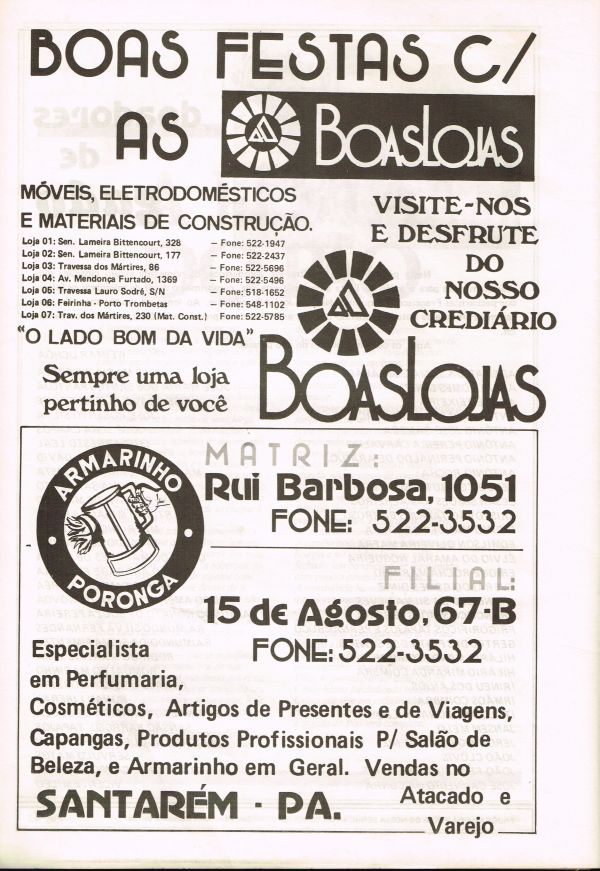 BOAS FESTAS C/
AS BOASLOJAS
MÓVEIS, ELETRODOMÉSTICOS
E MATERIAIS DE CONSTRUÇÃO.
Loja 01: Sen. Lameira Bittencourt, 328 – Fone: 522-1947
Loja 02: Sen. Lameira Bittencourt, 177 – Fone: 522-2437
Loja 03: Travessa dos Mártires, 86 – Fone: 522-5696
Loja 04: Av. Mendonça Furtado, 1369 – Fone: 522-5496
Loja 05: Travessa Lauro Sodré, S/N – Fone: 518-1652
Loja 06: Feirinha - Porto Trombetas – Fone: 548-1102
Loja 07: Trav. dos Mártires, 230 (Mat. Const.) – Fone: 522-5785
"O LADO BOM DA VIDA"
Sempre uma loja
pertinho de você
VISITE-NOS
E DESFRUTE
DO
NOSSO
CREDIÁRIO
BOASLOJAS
ARMARINHO
PORONGA
MATRIZ:
Rui Barbosa, 1051
FONE: 522-3532
FILIAL:
15 de Agosto, 67-B
FONE: 522-3532
Especialista
em Perfumaria,
Cosméticos, Artigos de Presentes e de Viagens,
Capangas, Produtos Profissionais P/ Salão de
Beleza, e Armarinho em Geral. Vendas no
Atacado e
Varejo
SANTARÉM - PA.